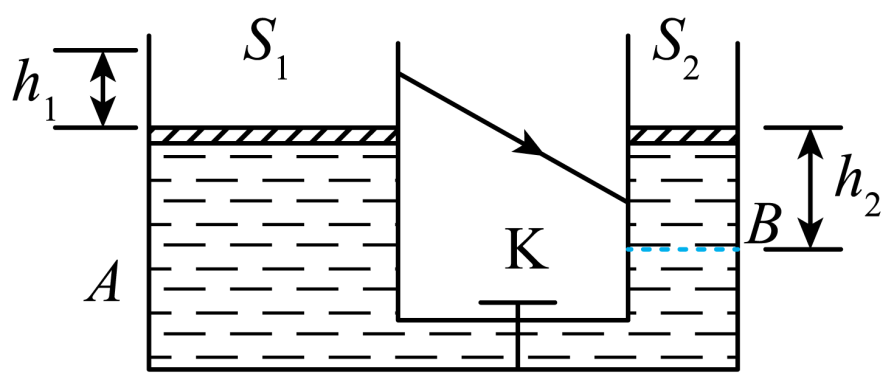 S₁
S₂
h₁
h₂
B
K
A